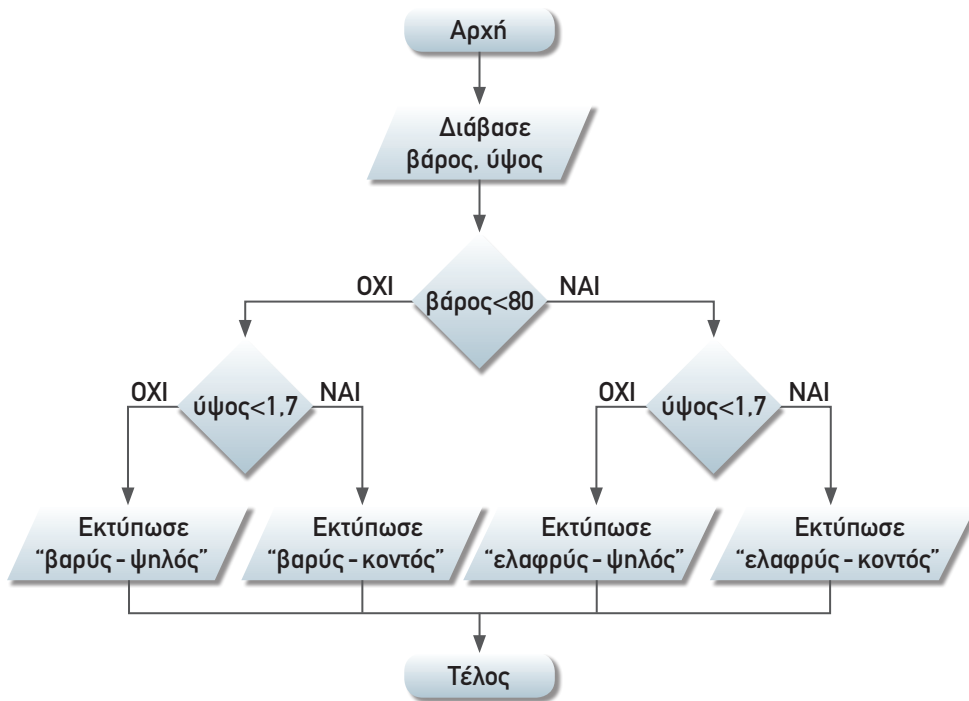 Αρχή
Διάβασε
βάρος, ύψος
ΟΧΙ
βάρος<80
ΝΑΙ
ΟΧΙ
ύψος<1,7
ΝΑΙ
ΟΧΙ
ύψος<1,7
ΝΑΙ
Εκτύπωσε
“βαρύς - ψηλός”
Εκτύπωσε
“βαρύς - κοντός”
Εκτύπωσε
“ελαφρύς - ψηλός”
Εκτύπωσε
“ελαφρύς - κοντός”
Τέλος